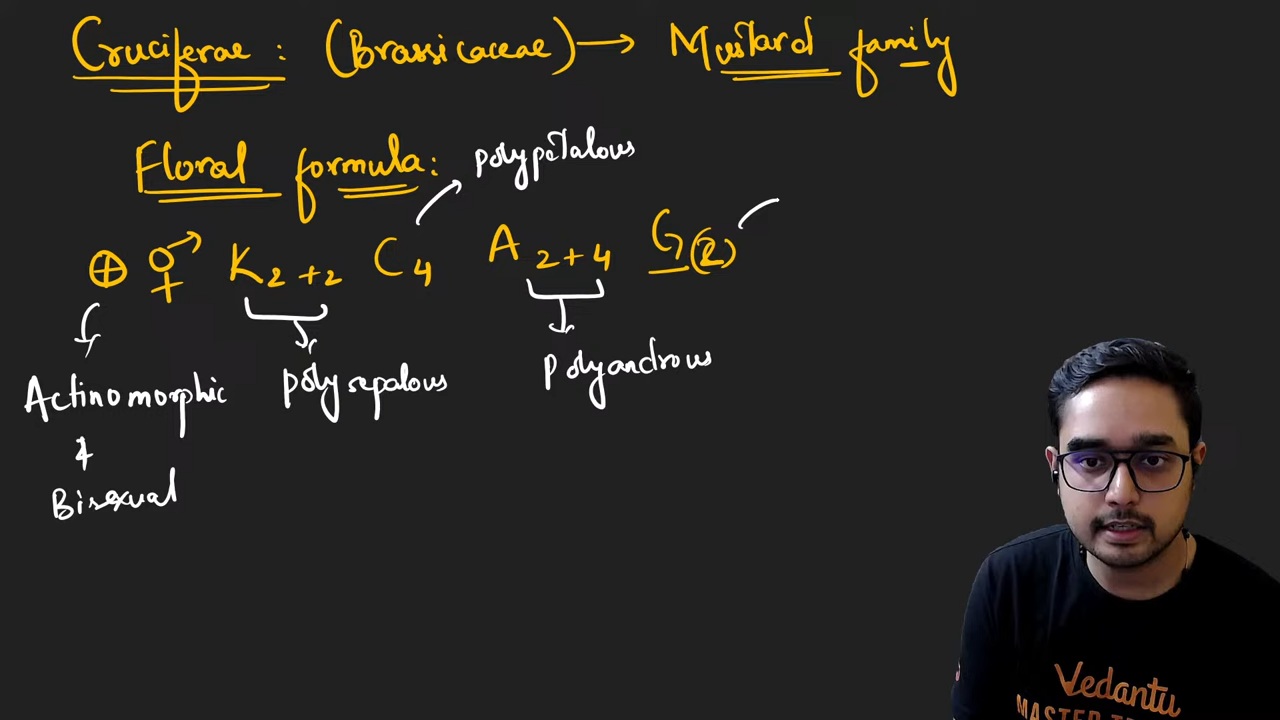 Cruciferae : (Brassicaceae) → Mustard family
Floral formula:
polypetalous
⊕ ⚥ K2+2 C4 A2+4 G(2)
Actinomorphic
&
Bisexual
polysepalous
Polyandrous
Vedantu